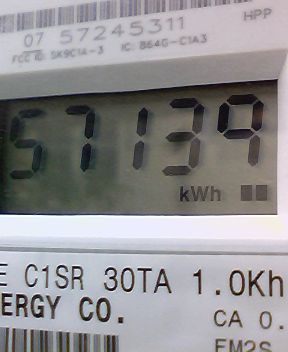 HPP
07 57245311
FCC ID: SK9C1A-3 IC: 864G-C1A3
57139
kWh
E C1SR 30TA 1.0Kh
ERGY CO.
CA 0.
FM2S